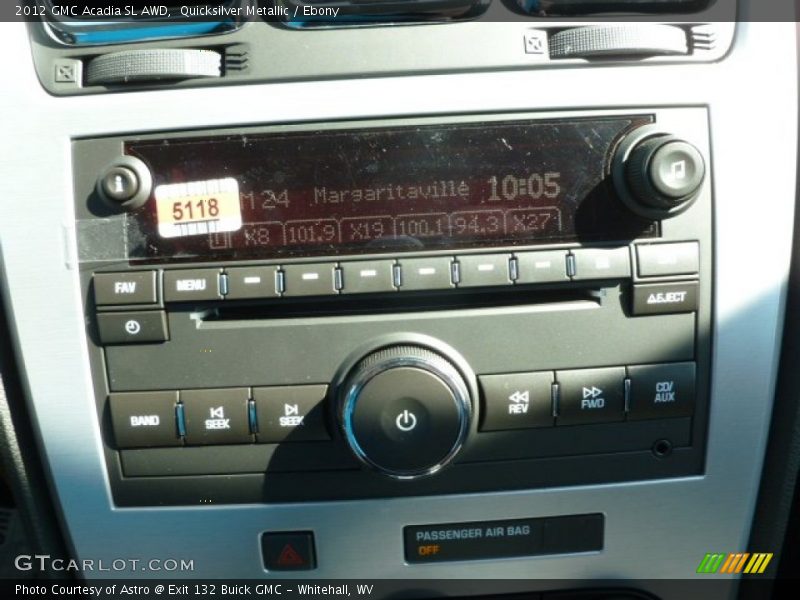 2012 GMC Acadia SL AWD, Quicksilver Metallic / Ebony
5118
M 24 Margaritaville 10:05
1 X8 101.9 X19 100.1 94.3 X27
FAV
MENU
EJECT
BAND
SEEK
SEEK
REV
FWD
CD/
AUX
PASSENGER AIR BAG
OFF
GTCARLOT.COM
Photo Courtesy of Astro @ Exit 132 Buick GMC - Whitehall, WV